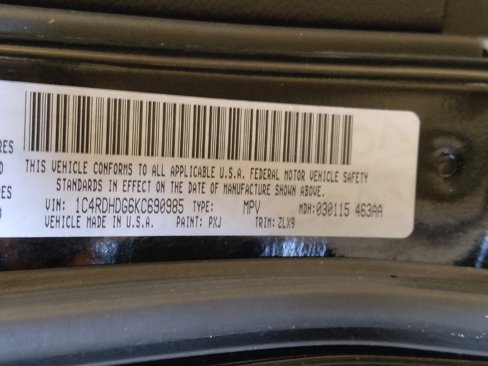 RES
THIS VEHICLE CONFORMS TO ALL APPLICABLE U.S.A. FEDERAL MOTOR VEHICLE SAFETY
STANDARDS IN EFFECT ON THE DATE OF MANUFACTURE SHOWN ABOVE.
VIN: 1C4RDHDG6KC690985 TYPE: MPV MDH: 030115 463AA
VEHICLE MADE IN U.S.A. PAINT: PXJ TRIM: ZLX9